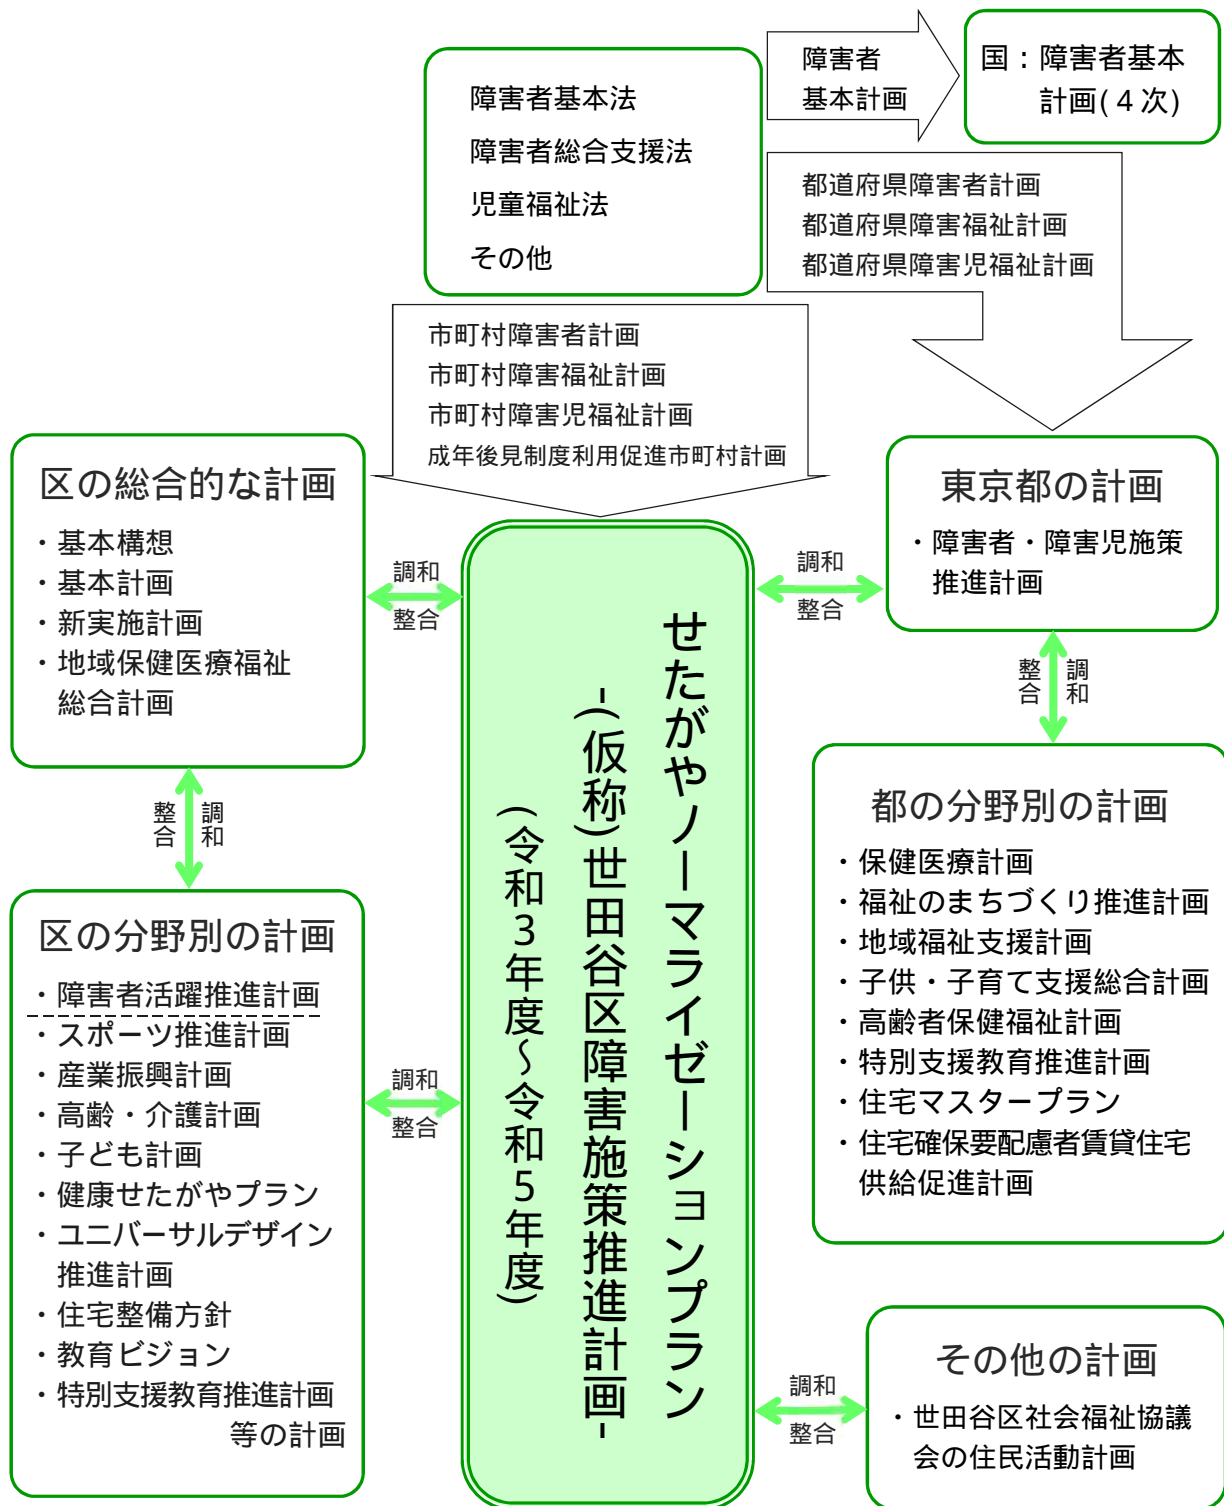 障害者基本法
障害者総合支援法
児童福祉法
その他
障害者
基本計画
国：障害者基本
計画(４次)
都道府県障害者計画
都道府県障害福祉計画
都道府県障害児福祉計画
市町村障害者計画
市町村障害福祉計画
市町村障害児福祉計画
成年後見制度利用促進市町村計画
区の総合的な計画
・基本構想
・基本計画
・新実施計画
・地域保健医療福祉
総合計画
調和
整合
せたがやノーマライゼーションプラン
-(仮称)世田谷区障害施策推進計画-
(令和3年度～令和5年度)
調和
整合
東京都の計画
・障害者・障害児施策
推進計画
調和
整合
都の分野別の計画
・保健医療計画
・福祉のまちづくり推進計画
・地域福祉支援計画
・子供・子育て支援総合計画
・高齢者保健福祉計画
・特別支援教育推進計画
・住宅マスタープラン
・住宅確保要配慮者賃貸住宅
供給促進計画
調和
整合
区の分野別の計画
・障害者活躍推進計画
・スポーツ推進計画
・産業振興計画
・高齢・介護計画
・子ども計画
・健康せたがやプラン
・ユニバーサルデザイン
推進計画
・住宅整備方針
・教育ビジョン
・特別支援教育推進計画
等の計画
調和
整合
調和
整合
その他の計画
・世田谷区社会福祉協議
会の住民活動計画